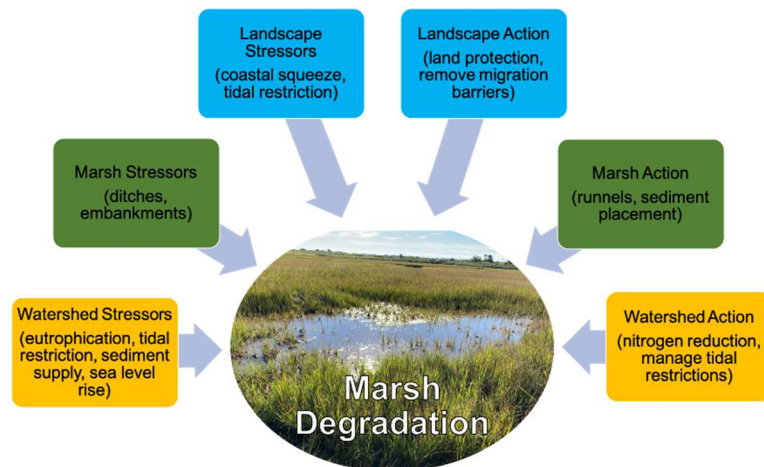 Landscape
Stressors
(coastal squeeze,
tidal restriction)
Landscape Action
(land protection,
remove migration
barriers)
Marsh Stressors
(ditches,
embankments)
Marsh Action
(runnels, sediment
placement)
Watershed Stressors
(eutrophication, tidal
restriction, sediment
supply, sea level
rise)
Watershed Action
(nitrogen reduction,
manage tidal
restrictions)
Marsh
Degradation